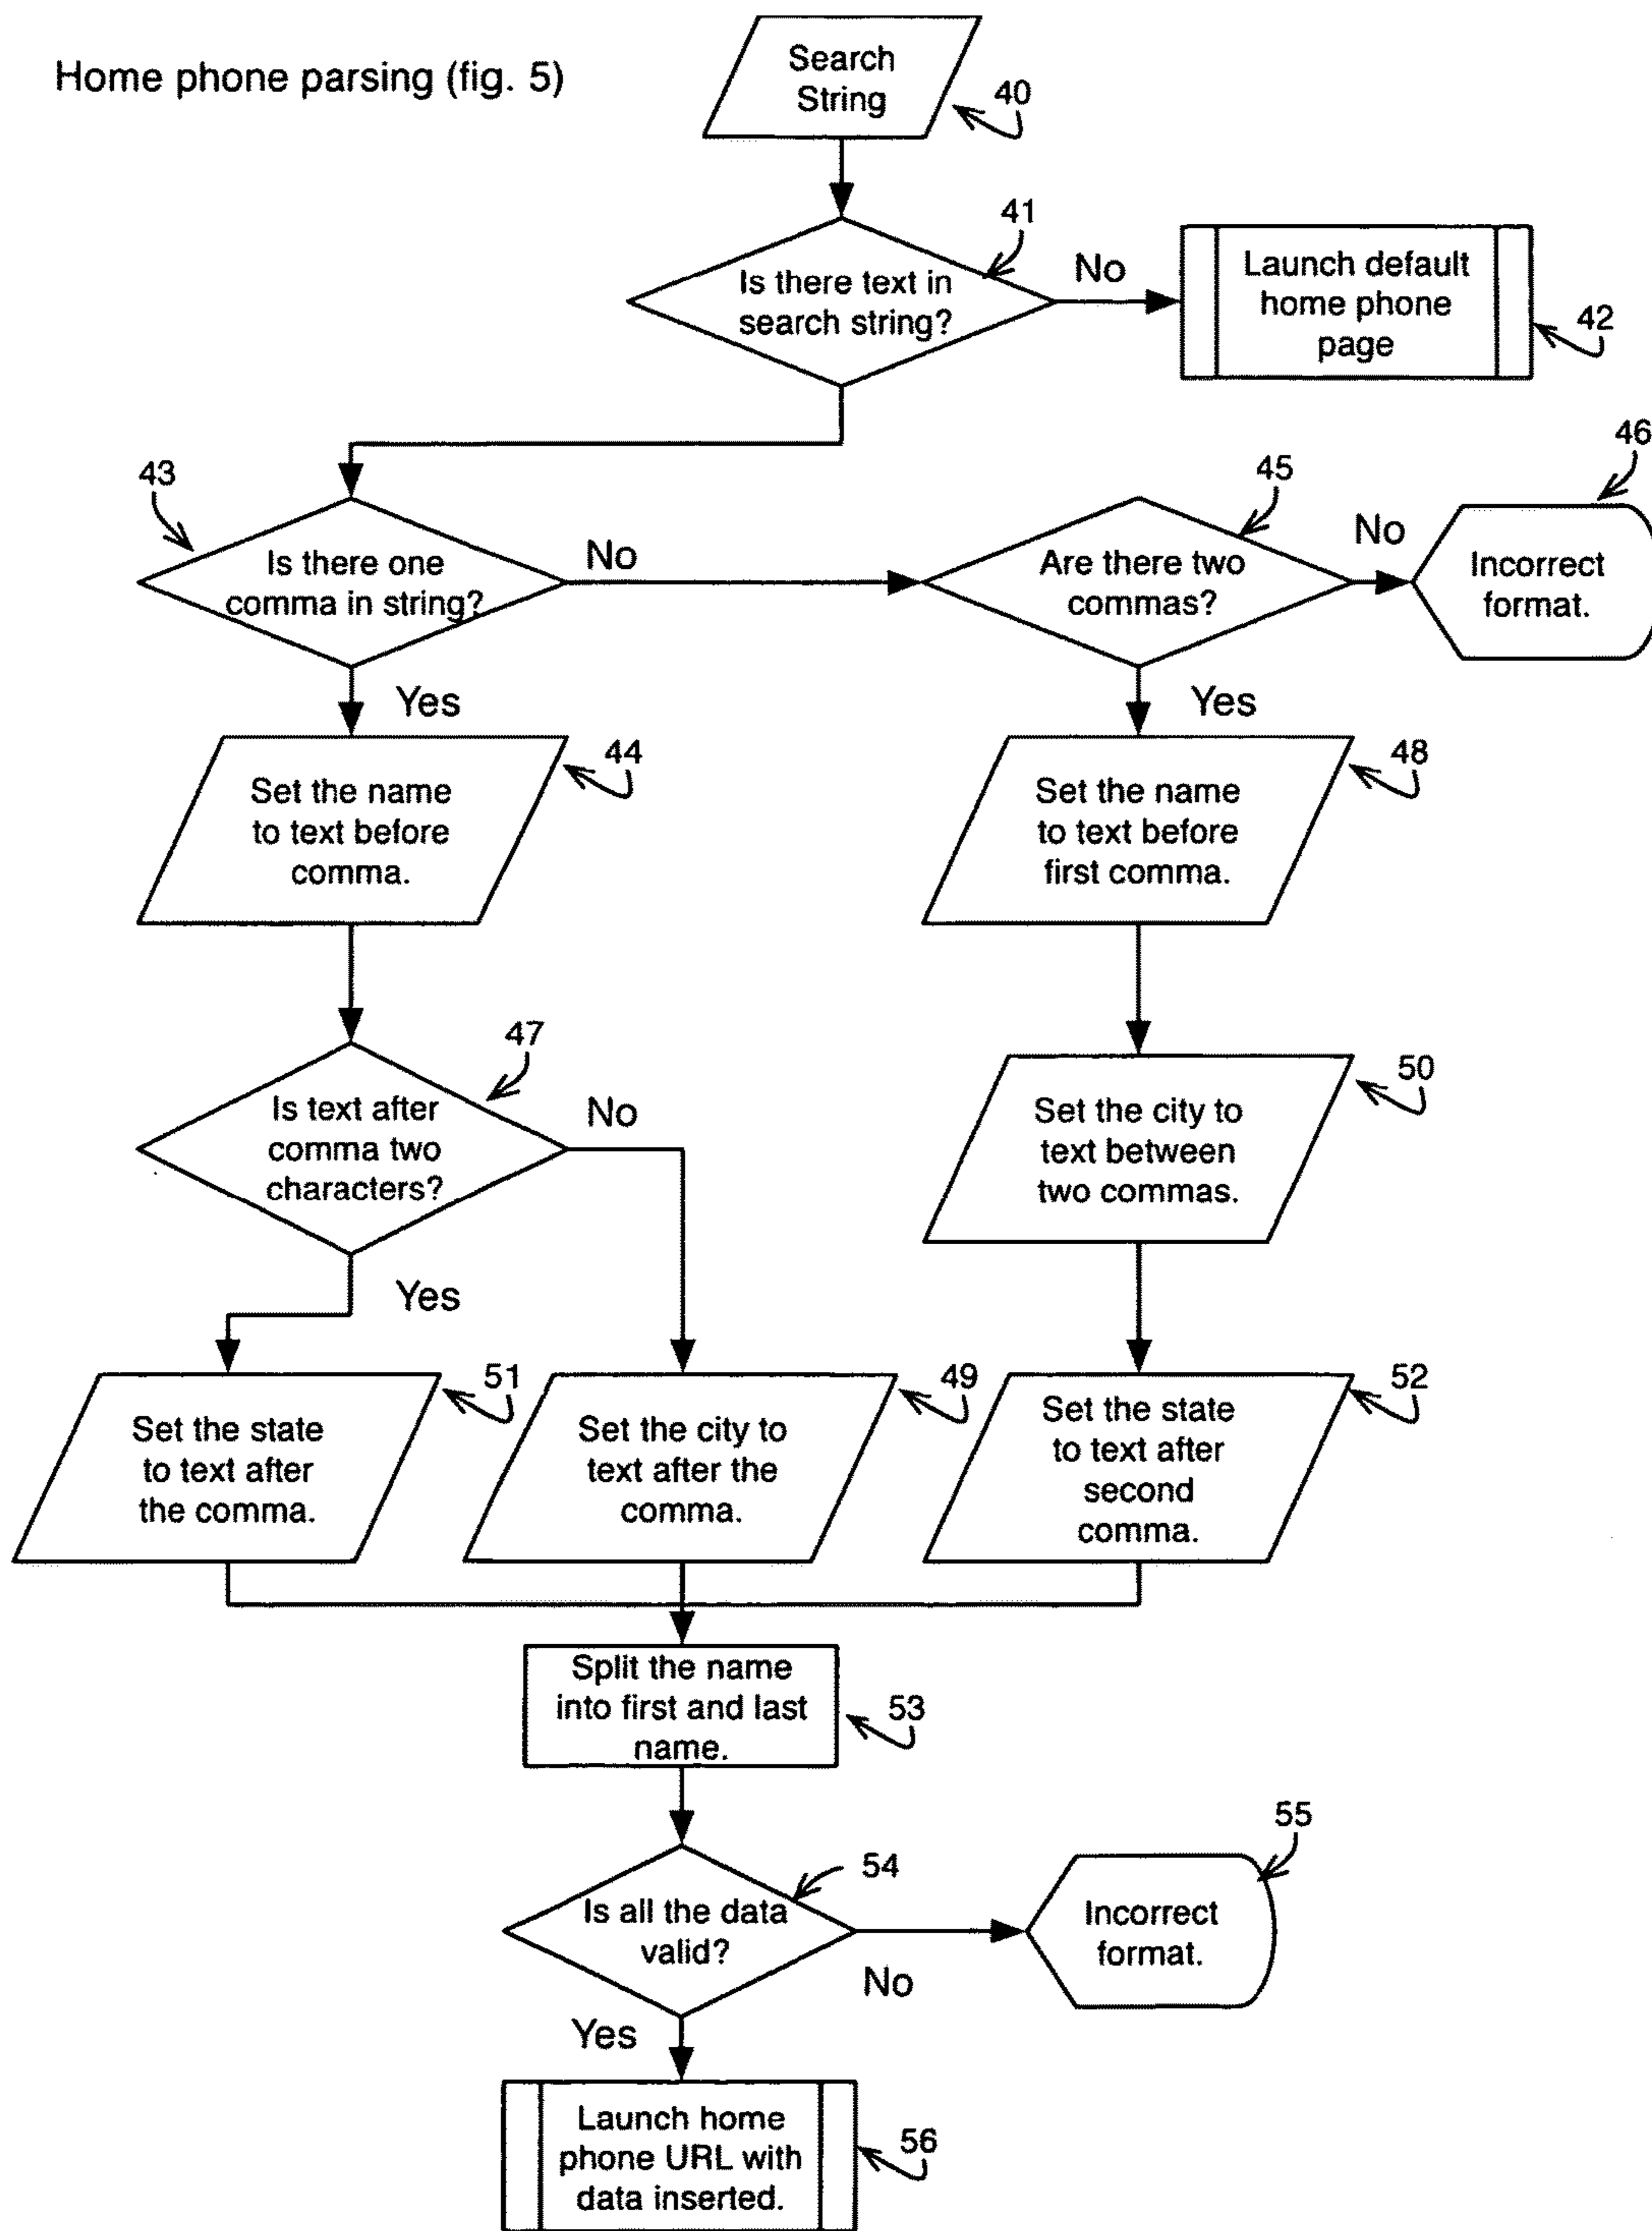 Home phone parsing (fig. 5)
Search
String
40
41
Is there text in
search string?
No
Launch default
home phone
page
42
43
Is there one
comma in string?
No
45
Are there two
commas?
No
46
Incorrect
format.
Yes
Yes
44
Set the name
to text before
comma.
48
Set the name
to text before
first comma.
47
Is text after
comma two
characters?
No
50
Set the city to
text between
two commas.
Yes
51
Set the state
to text after
the comma.
49
Set the city to
text after the
comma.
52
Set the state
to text after
second
comma.
Split the name
into first and last
name.
53
54
Is all the data
valid?
No
55
Incorrect
format.
Yes
Launch home
phone URL with
data inserted.
56